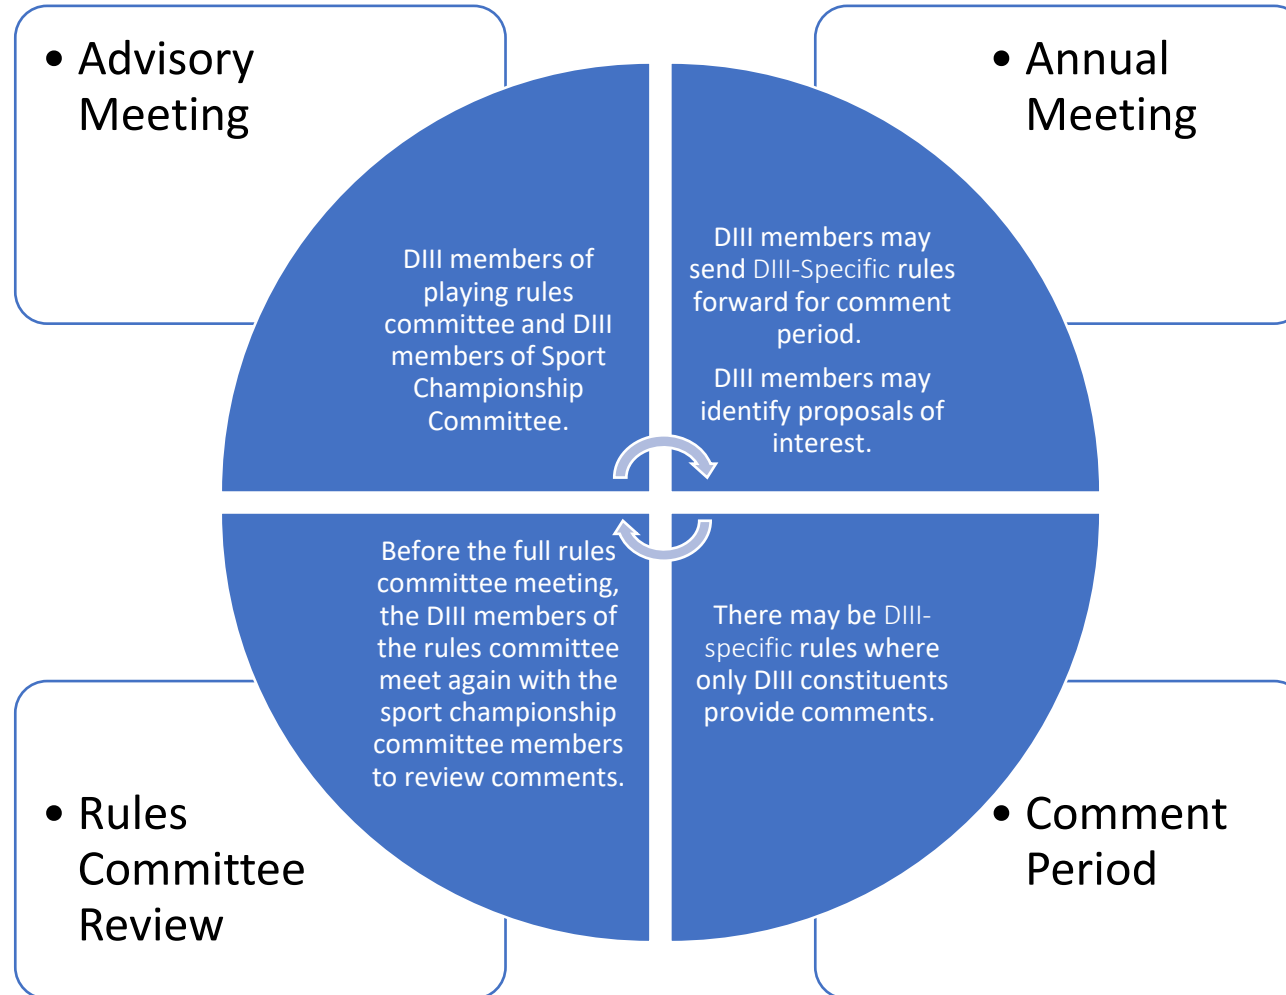 • Advisory
Meeting
DIII members of
playing rules
committee and DIII
members of Sport
Championship
Committee.
• Annual
Meeting
DIII members may
send DIII-Specific rules
forward for comment
period.
DIII members may
identify proposals of
interest.
There may be DIII-
specific rules where
only DIII constituents
provide comments.
• Comment
Period
Before the full rules
committee meeting,
the DIII members of
the rules committee
meet again with the
sport championship
committee members
to review comments.
• Rules
Committee
Review